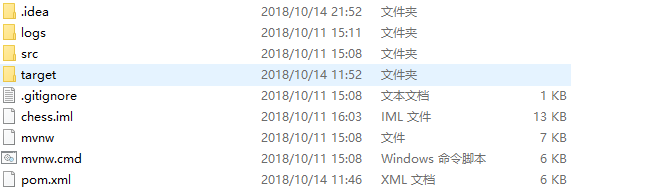 .idea 2018/10/14 21:52 文件夹
logs 2018/10/11 15:11 文件夹
src 2018/10/11 15:08 文件夹
target 2018/10/14 11:52 文件夹
.gitignore 2018/10/11 15:08 文本文档 1 KB
chess.iml 2018/10/11 16:03 IML 文件 13 KB
mvnw 2018/10/11 15:08 文件 7 KB
mvnw.cmd 2018/10/11 15:08 Windows 命令脚本 6 KB
pom.xml 2018/10/14 11:46 XML 文档 6 KB